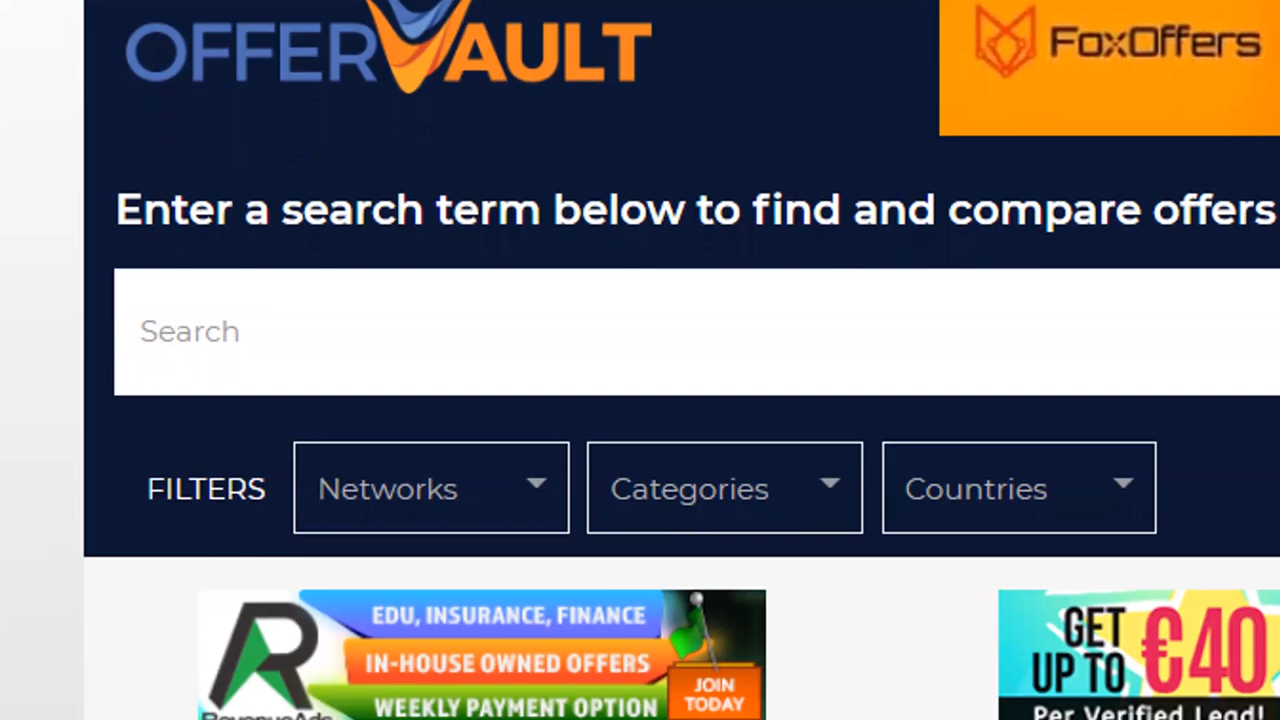 OFFERVAULT
FoxOffers
Enter a search term below to find and compare offers
Search
FILTERS
Networks
Categories
Countries
EDU, INSURANCE, FINANCE
IN-HOUSE OWNED OFFERS
WEEKLY PAYMENT OPTION
JOIN
TODAY
RevenueAds
GET
UP TO
€40
Per Verified Lead!